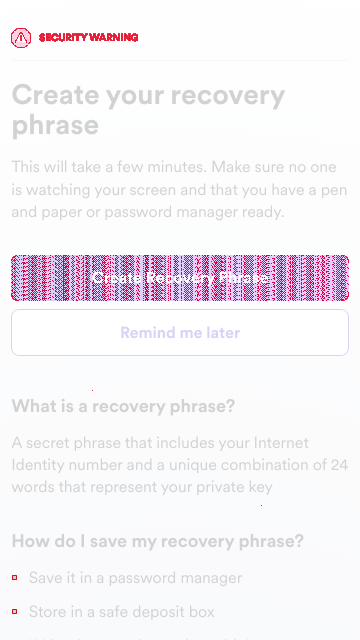 SECURITY WARNING
Create your recovery
phrase
This will take a few minutes. Make sure no one
is watching your screen and that you have a pen
and paper or password manager ready.
Create Recovery Phrase
Remind me later
What is a recovery phrase?
A secret phrase that includes your Internet
Identity number and a unique combination of 24
words that represent your private key
How do I save my recovery phrase?
Save it in a password manager
Store in a safe deposit box